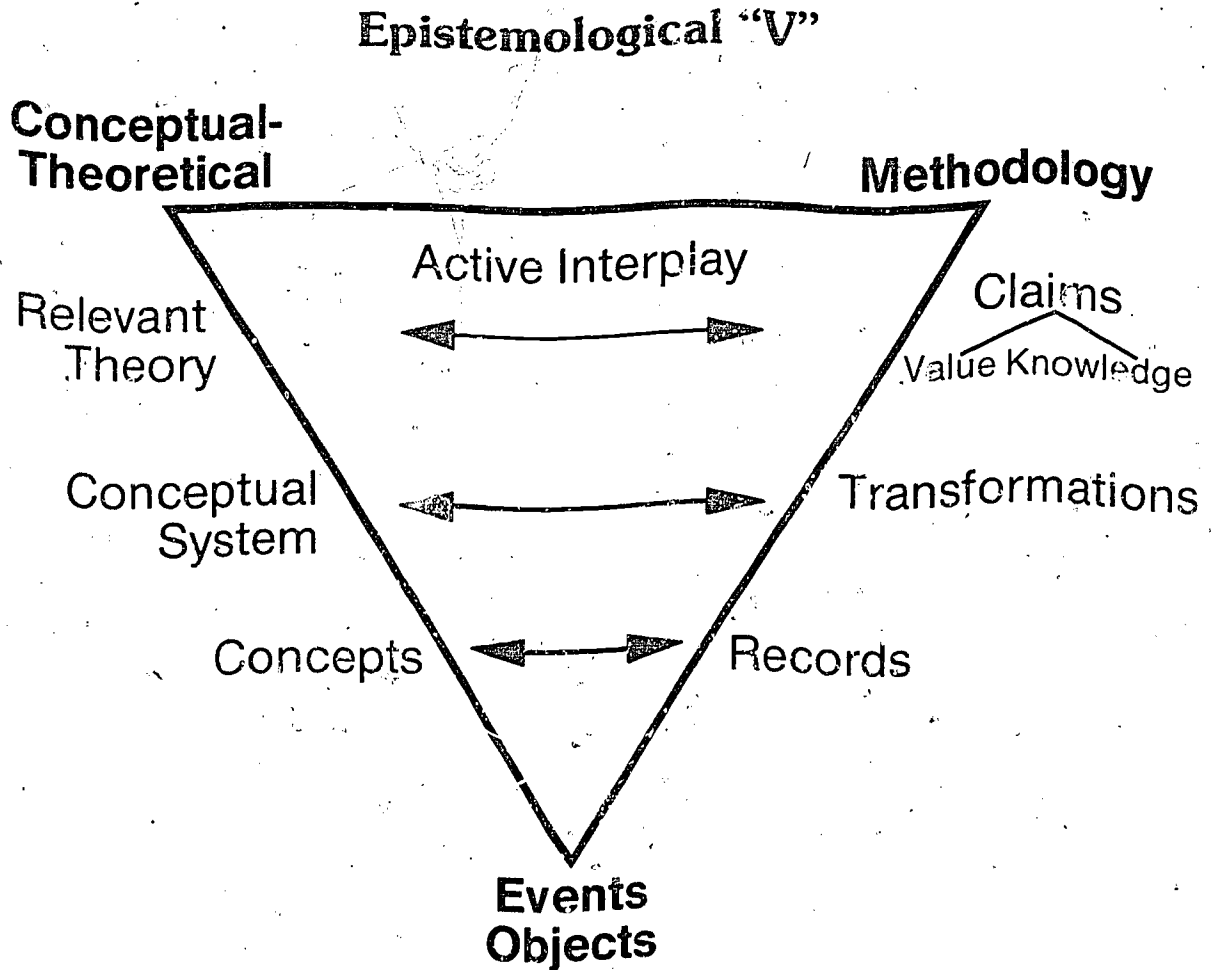 Epistemological “V”
Conceptual-
Theoretical
Methodology
Active Interplay
Relevant
Theory
Claims
Value Knowledge
Conceptual
System
Transformations
Concepts
Records
Events
Objects